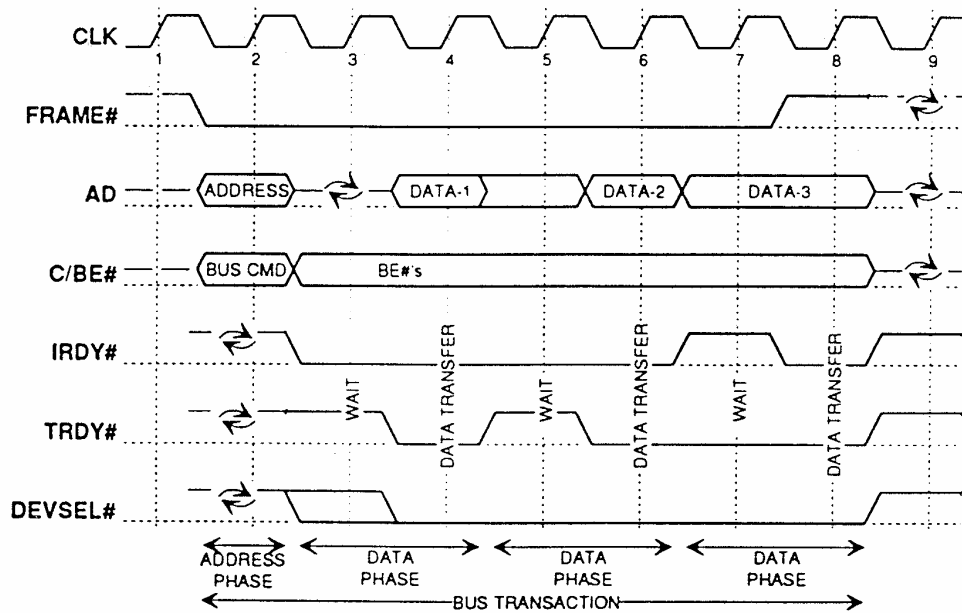 CLK
1 2 3 4 5 6 7 8 9
FRAME#
AD
ADDRESS DATA-1 DATA-2 DATA-3
C/BE#
BUS CMD BE#'s
IRDY#
WAIT DATA TRANSFER WAIT DATA TRANSFER WAIT DATA TRANSFER
TRDY#
DEVSEL#
ADDRESS PHASE
DATA PHASE
DATA PHASE
DATA PHASE
BUS TRANSACTION